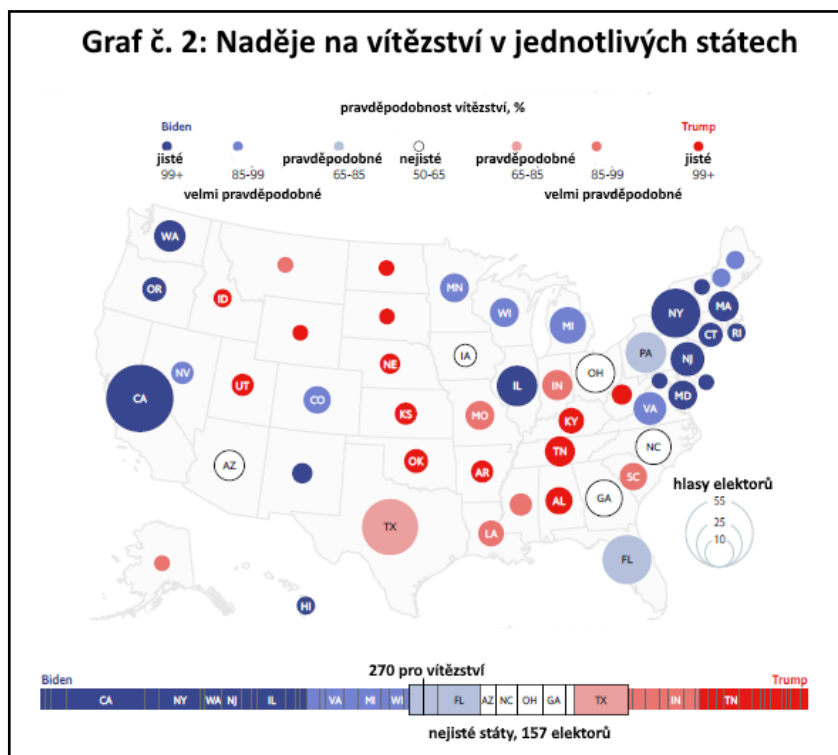 Graf č. 2: Naděje na vítězství v jednotlivých státech
pravděpodobnost vítězství, %
Biden Trump
jisté pravděpodobné nejisté pravděpodobné jisté
99+ 85-99 65-85 50-65 65-85 85-99 99+
velmi pravděpodobné velmi pravděpodobné
WA
OR ID MN WI MI NY MA
CT RI
NV UT CO NE IA IL IN OH PA NJ
CA KS MO KY VA MD
AZ OK AR TN NC
TX LA AL GA SC
FL
HI
hlasy elektorů
55
25
10
270 pro vítězství
Biden Trump
CA NY WA NJ IL VA MI WI FL AZ NC OH GA TX IN TN
nejisté státy, 157 elektorů